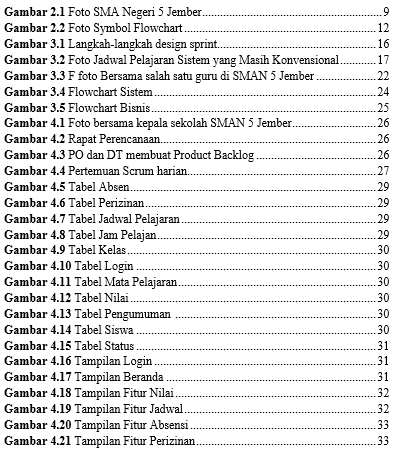 Gambar 2.1 Foto SMA Negeri 5 Jember 9
Gambar 2.2 Foto Symbol Flowchart 12
Gambar 3.1 Langkah-langkah design sprint 16
Gambar 3.2 Foto Jadwal Pelajaran Sistem yang Masih Konvensional 17
Gambar 3.3 F foto Bersama salah satu guru di SMAN 5 Jember 22
Gambar 3.4 Flowchart Sistem 24
Gambar 3.5 Flowchart Bisnis 25
Gambar 4.1 Foto bersama kepala sekolah SMAN 5 Jember 26
Gambar 4.2 Rapat Perencanaan 26
Gambar 4.3 PO dan DT membuat Product Backlog 26
Gambar 4.4 Pertemuan Scrum harian 27
Gambar 4.5 Tabel Absen 29
Gambar 4.6 Tabel Perizinan 29
Gambar 4.7 Tabel Jadwal Pelajaran 29
Gambar 4.8 Tabel Jam Pelajan 29
Gambar 4.9 Tabel Kelas 30
Gambar 4.10 Tabel Login 30
Gambar 4.11 Tabel Mata Pelajaran 30
Gambar 4.12 Tabel Nilai 30
Gambar 4.13 Tabel Pengumuman 30
Gambar 4.14 Tabel Siswa 30
Gambar 4.15 Tabel Status 31
Gambar 4.16 Tampilan Login 31
Gambar 4.17 Tampilan Beranda 31
Gambar 4.18 Tampilan Fitur Nilai 32
Gambar 4.19 Tampilan Fitur Jadwal 32
Gambar 4.20 Tampilan Fitur Absensi 33
Gambar 4.21 Tampilan Fitur Perizinan 33